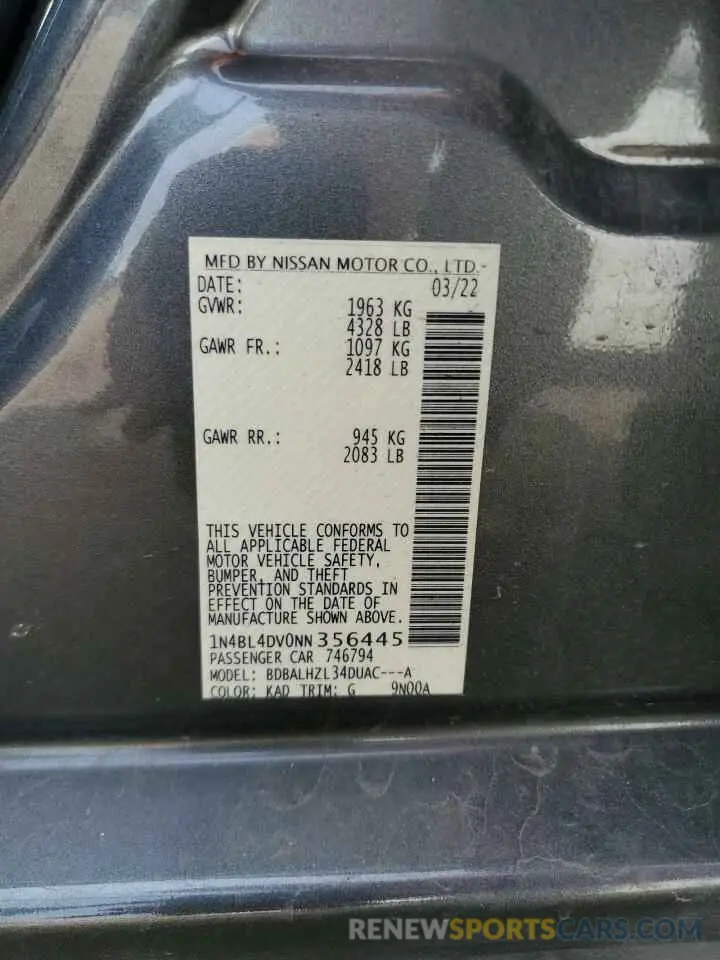 MFD BY NISSAN MOTOR CO., LTD.
DATE: 03/22
GVWR: 1963 KG
4328 LB
GAWR FR.: 1097 KG
2418 LB
GAWR RR.: 945 KG
2083 LB
THIS VEHICLE CONFORMS TO
ALL APPLICABLE FEDERAL
MOTOR VEHICLE SAFETY,
BUMPER, AND THEFT
PREVENTION STANDARDS IN
EFFECT ON THE DATE OF
MANUFACTURE SHOWN ABOVE.
1N4BL4DV0NN356445
PASSENGER CAR 746794
MODEL: BDBALHZL34DUAC---A
COLOR: KAD TRIM: G 9N00A
RENEWSPORTSCARS.COM